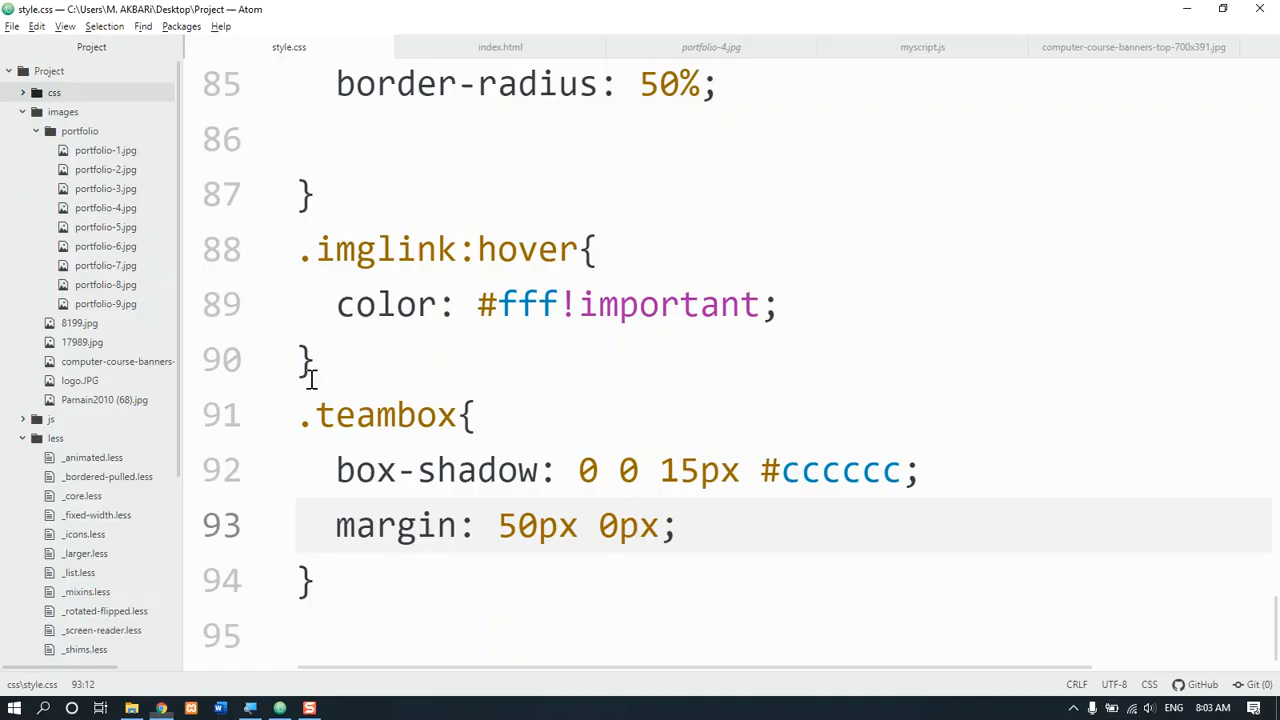 style.css — C:\Users\M. AKBARi\Desktop\Project — Atom
File Edit View Selection Find Packages Help
Project
style.css
index.html
portfolio-4.jpg
myscript.js
computer-course-banners-top-700x391.jpg
Project
css
images
portfolio
portfolio-1.jpg
portfolio-2.jpg
portfolio-3.jpg
portfolio-4.jpg
portfolio-5.jpg
portfolio-6.jpg
portfolio-7.jpg
portfolio-8.jpg
portfolio-9.jpg
8199.jpg
17989.jpg
computer-course-banners-
logo.JPG
Parnain2010 (68).jpg
js
less
_animated.less
_bordered-pulled.less
_core.less
_fixed-width.less
_icons.less
_larger.less
_list.less
_mixins.less
_rotated-flipped.less
_screen-reader.less
_shims.less
85 border-radius: 50%;
86
87 }
88 .imglink:hover{
89 color: #fff!important;
90 }
91 .teambox{
92 box-shadow: 0 0 15px #cccccc;
93 margin: 50px 0px;
94 }
95
css\style.css 93:12
CRLF UTF-8 CSS GitHub Git (0)
ENG 8:03 AM